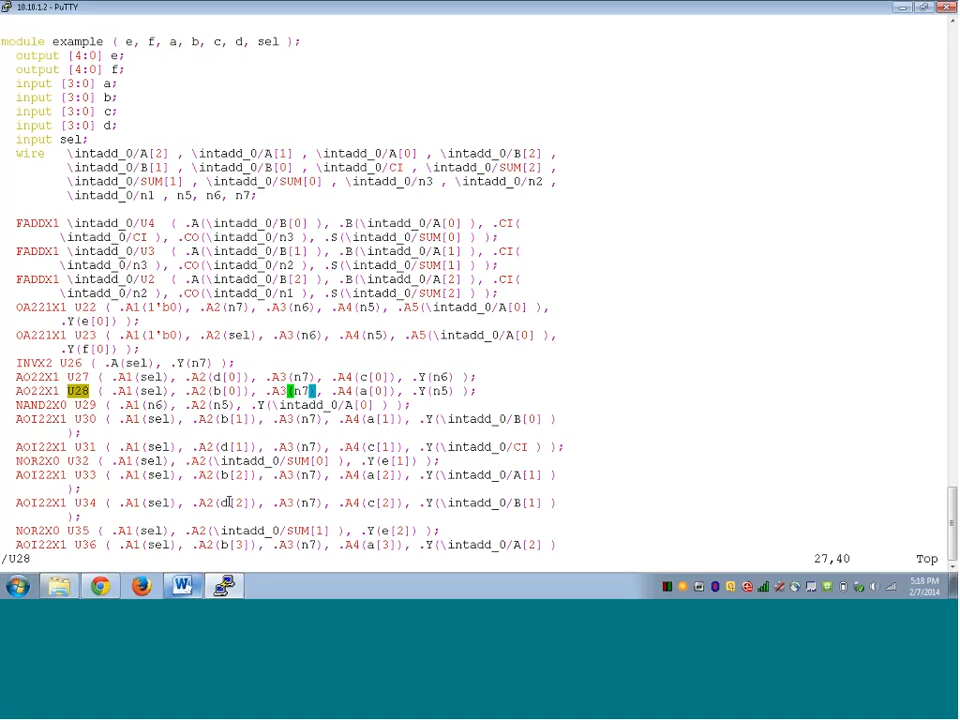 10.10.1.2 - PuTTY
module example ( e, f, a, b, c, d, sel );
output [4:0] e;
output [4:0] f;
input [3:0] a;
input [3:0] b;
input [3:0] c;
input [3:0] d;
input sel;
wire \intadd_0/A[2] , \intadd_0/A[1] , \intadd_0/A[0] , \intadd_0/B[2] ,
\intadd_0/B[1] , \intadd_0/B[0] , \intadd_0/CI , \intadd_0/SUM[2] ,
\intadd_0/SUM[1] , \intadd_0/SUM[0] , \intadd_0/n3 , \intadd_0/n2 ,
\intadd_0/n1 , n5, n6, n7;
FADDX1 \intadd_0/U4 ( .A(\intadd_0/B[0] ), .B(\intadd_0/A[0] ), .CI(
\intadd_0/CI ), .CO(\intadd_0/n3 ), .S(\intadd_0/SUM[0] ) );
FADDX1 \intadd_0/U3 ( .A(\intadd_0/B[1] ), .B(\intadd_0/A[1] ), .CI(
\intadd_0/n3 ), .CO(\intadd_0/n2 ), .S(\intadd_0/SUM[1] ) );
FADDX1 \intadd_0/U2 ( .A(\intadd_0/B[2] ), .B(\intadd_0/A[2] ), .CI(
\intadd_0/n2 ), .CO(\intadd_0/n1 ), .S(\intadd_0/SUM[2] ) );
OA221X1 U22 ( .A1(1'b0), .A2(n7), .A3(n6), .A4(n5), .A5(\intadd_0/A[0] ),
.Y(e[0]) );
OA221X1 U23 ( .A1(1'b0), .A2(sel), .A3(n6), .A4(n5), .A5(\intadd_0/A[0] ),
.Y(f[0]) );
INVX2 U26 ( .A(sel), .Y(n7) );
AO22X1 U27 ( .A1(sel), .A2(d[0]), .A3(n7), .A4(c[0]), .Y(n6) );
AO22X1 U28 ( .A1(sel), .A2(b[0]), .A3(n7), .A4(a[0]), .Y(n5) );
NAND2X0 U29 ( .A1(n6), .A2(n5), .Y(\intadd_0/A[0] ) );
AOI22X1 U30 ( .A1(sel), .A2(b[1]), .A3(n7), .A4(a[1]), .Y(\intadd_0/B[0] )
);
AOI22X1 U31 ( .A1(sel), .A2(d[1]), .A3(n7), .A4(c[1]), .Y(\intadd_0/CI ) );
NOR2X0 U32 ( .A1(sel), .A2(\intadd_0/SUM[0] ), .Y(e[1]) );
AOI22X1 U33 ( .A1(sel), .A2(b[2]), .A3(n7), .A4(a[2]), .Y(\intadd_0/A[1] )
);
AOI22X1 U34 ( .A1(sel), .A2(d[2]), .A3(n7), .A4(c[2]), .Y(\intadd_0/B[1] )
);
NOR2X0 U35 ( .A1(sel), .A2(\intadd_0/SUM[1] ), .Y(e[2]) );
AOI22X1 U36 ( .A1(sel), .A2(b[3]), .A3(n7), .A4(a[3]), .Y(\intadd_0/A[2] )
/U28 27,40 Top
5:18 PM
2/7/2014